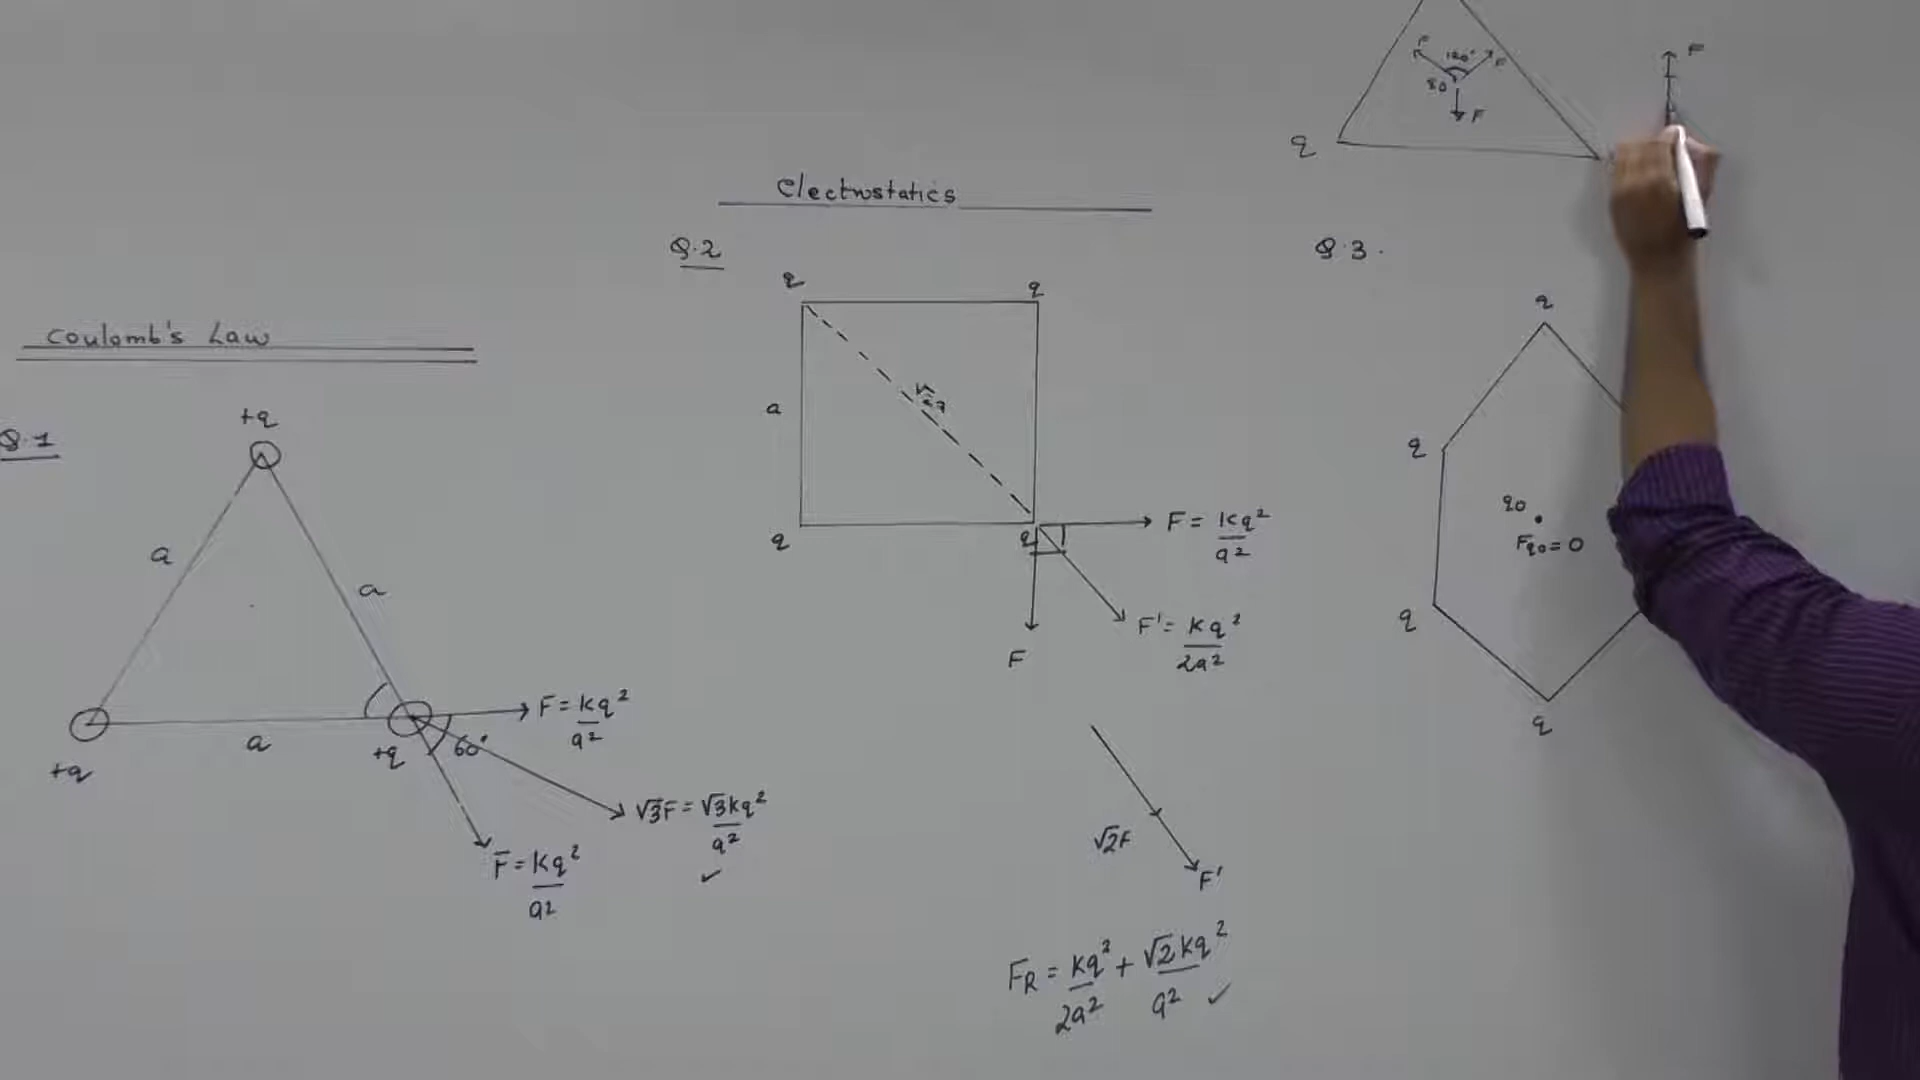 Coulomb's Law
Q.1
+q
a
a
a
+q
+q
60°
F = kq²/a²
√3F = √3kq²/a²
F = kq²/a²
Electrostatics
Q.2
q
q
a
q
q
F = kq²/a²
F' = kq²/2a²
F
√2F
F'
F_R = kq²/2a² + √2kq²/a²
F
120°
F
q0
F
q
F
Q.3.
q
q
q0
F_q0 = 0
q
q